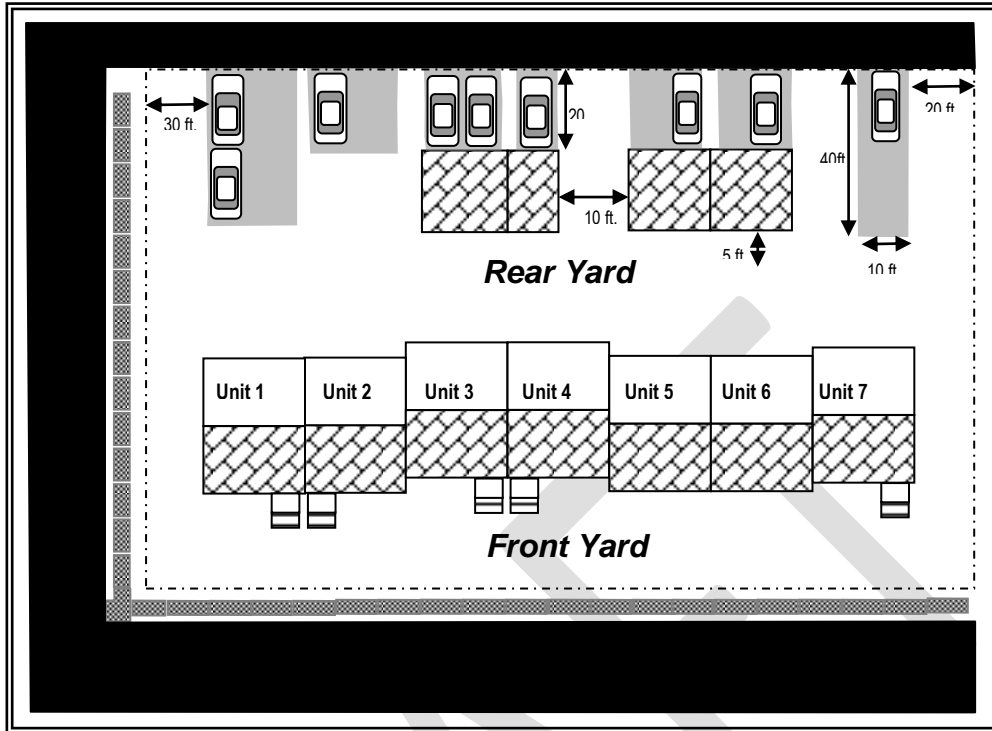 30 ft.
20
20 ft.
40ft
10 ft.
5 ft
10 ft
Rear Yard
Unit 1
Unit 2
Unit 3
Unit 4
Unit 5
Unit 6
Unit 7
Front Yard